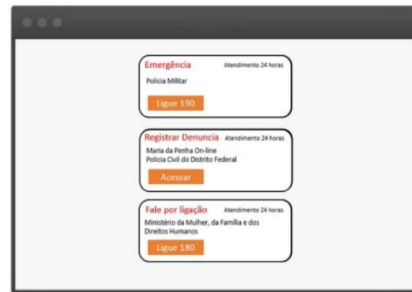 Emergência Atendimento 24 horas
Polícia Militar
Ligue 190
Registrar Denuncia Atendimento 24 horas
Maria da Penha On-line
Polícia Civil do Distrito Federal
Acessar
Fale por ligação Atendimento 24 horas
Ministério da Mulher, da Família e dos
Direitos Humanos
Ligue 180